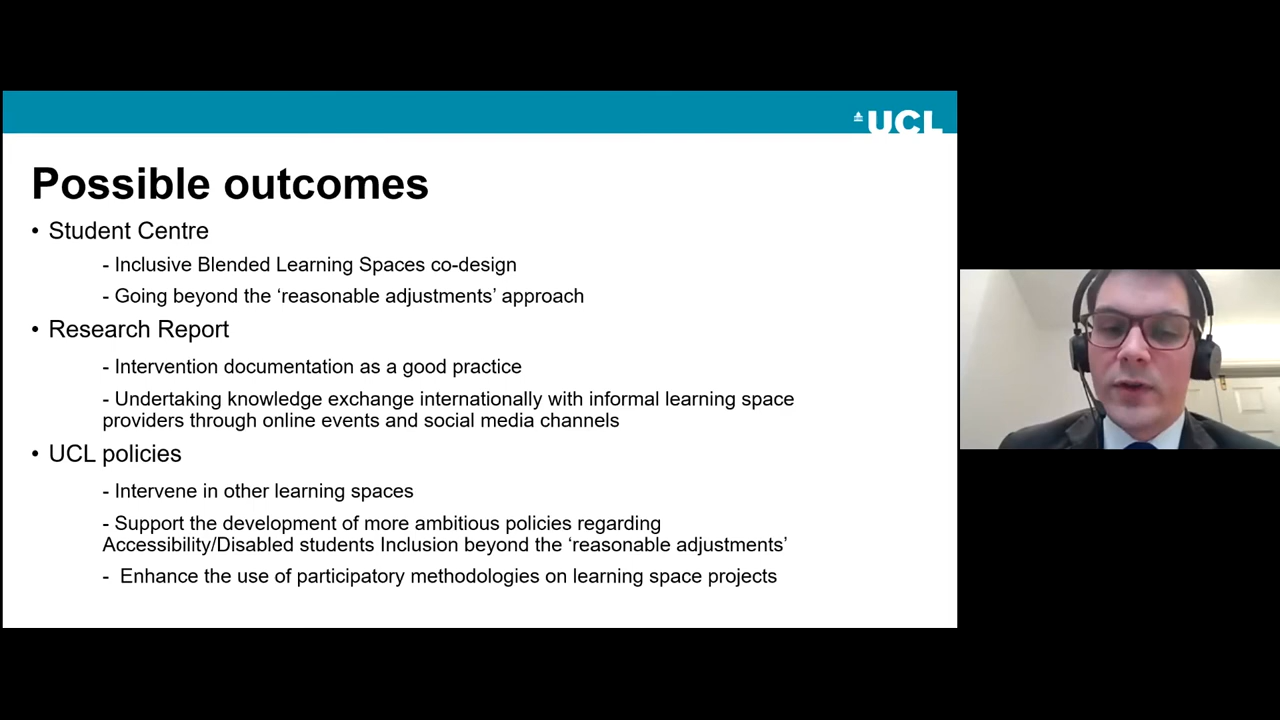 UCL
Possible outcomes
• Student Centre
- Inclusive Blended Learning Spaces co-design
- Going beyond the ‘reasonable adjustments’ approach
• Research Report
- Intervention documentation as a good practice
- Undertaking knowledge exchange internationally with informal learning space
providers through online events and social media channels
• UCL policies
- Intervene in other learning spaces
- Support the development of more ambitious policies regarding
Accessibility/Disabled students Inclusion beyond the ‘reasonable adjustments’
- Enhance the use of participatory methodologies on learning space projects